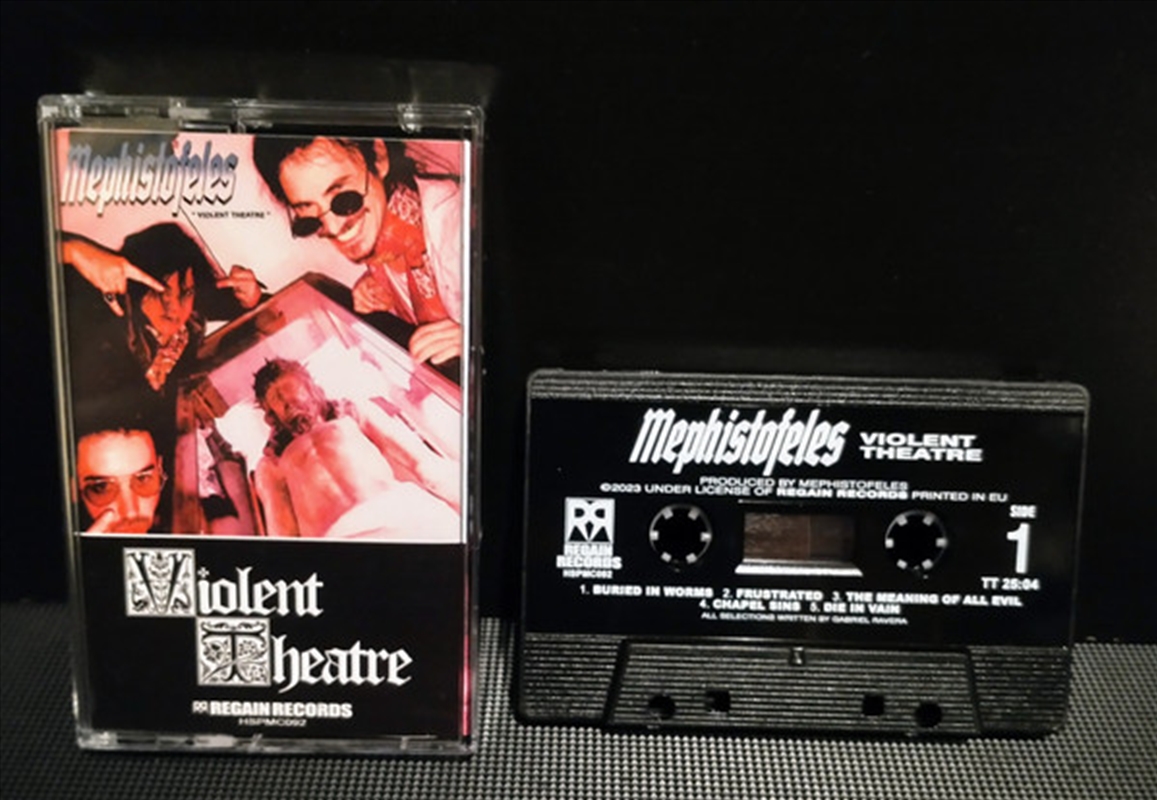 Mephistofeles
"VIOLENT THEATRE"
Violent
Theatre
REGAIN RECORDS
HSPMC092
Mephistofeles
VIOLENT
THEATRE
PRODUCED BY MEPHISTOFELES
©2023 UNDER LICENSE OF REGAIN RECORDS PRINTED IN EU
REGAIN
RECORDS
HSPMC092
SIDE
1
TT 25:04
1. BURIED IN WORMS 2. FRUSTRATED 3. THE MEANING OF ALL EVIL
4. CHAPEL SINS 5. DIE IN VAIN
ALL SELECTIONS WRITTEN BY GABRIEL RAVERA